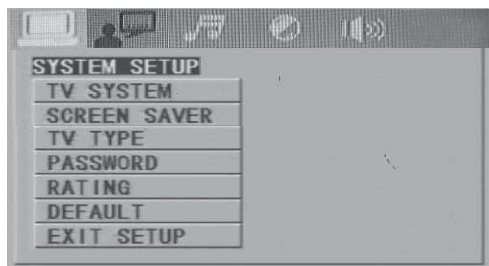 SYSTEM SETUP
TV SYSTEM
SCREEN SAVER
TV TYPE
PASSWORD
RATING
DEFAULT
EXIT SETUP